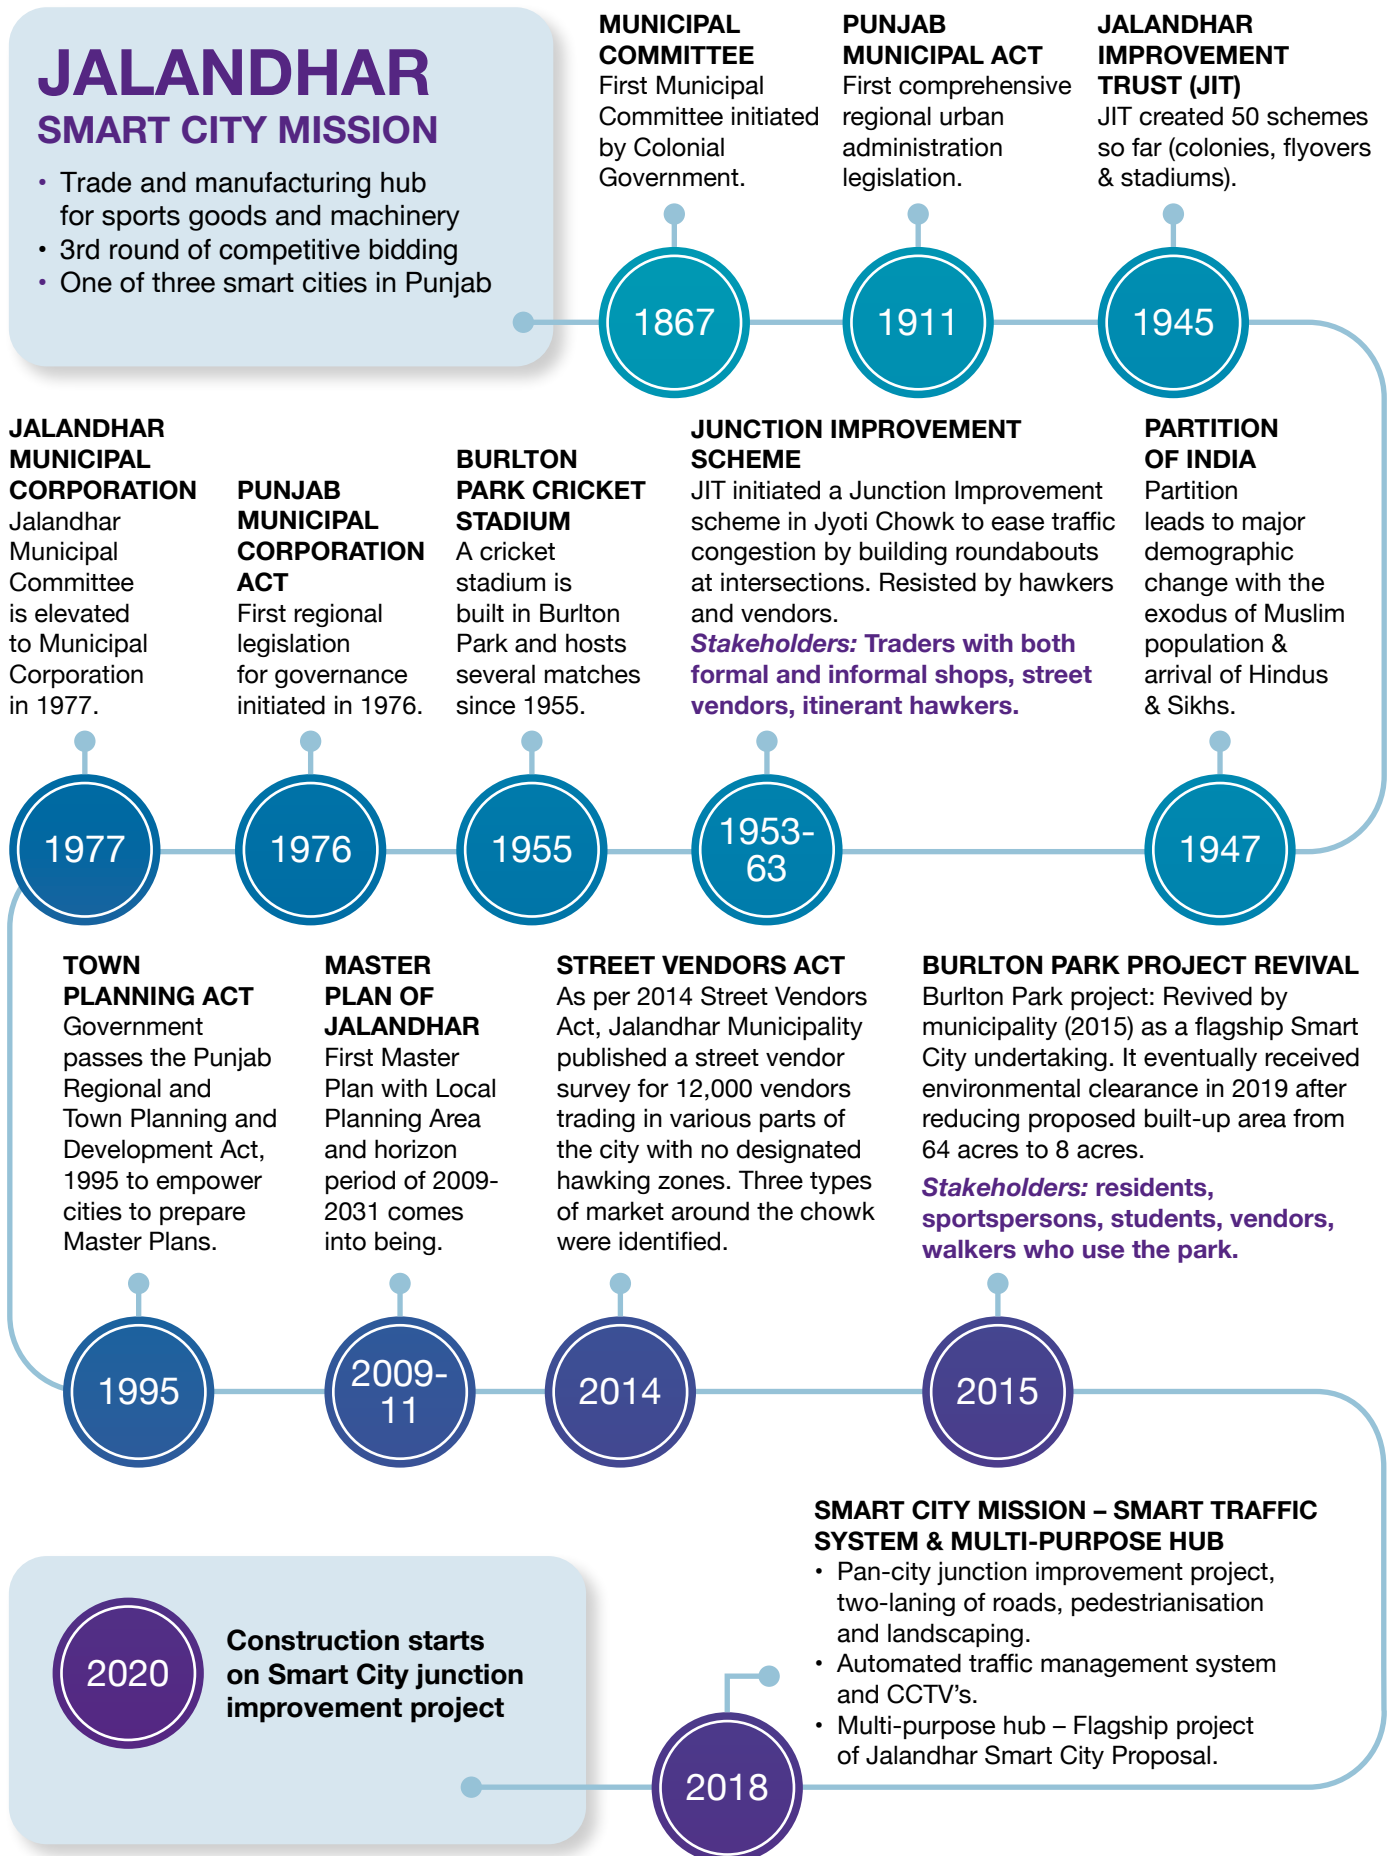 JALANDHAR
SMART CITY MISSION
• Trade and manufacturing hub
for sports goods and machinery
• 3rd round of competitive bidding
• One of three smart cities in Punjab
MUNICIPAL
COMMITTEE
First Municipal
Committee initiated
by Colonial
Government.
1867
PUNJAB
MUNICIPAL ACT
First comprehensive
regional urban
administration
legislation.
1911
JALANDHAR
IMPROVEMENT
TRUST (JIT)
JIT created 50 schemes
so far (colonies, flyovers
& stadiums).
1945
PARTITION
OF INDIA
Partition
leads to major
demographic
change with the
exodus of Muslim
population &
arrival of Hindus
& Sikhs.
1947
JUNCTION IMPROVEMENT
SCHEME
JIT initiated a Junction Improvement
scheme in Jyoti Chowk to ease traffic
congestion by building roundabouts
at intersections. Resisted by hawkers
and vendors.
Stakeholders: Traders with both
formal and informal shops, street
vendors, itinerant hawkers.
1953-
63
BURLTON
PARK CRICKET
STADIUM
A cricket
stadium is
built in Burlton
Park and hosts
several matches
since 1955.
1955
PUNJAB
MUNICIPAL
CORPORATION
ACT
First regional
legislation
for governance
initiated in 1976.
1976
JALANDHAR
MUNICIPAL
CORPORATION
Jalandhar
Municipal
Committee
is elevated
to Municipal
Corporation
in 1977.
1977
TOWN
PLANNING ACT
Government
passes the Punjab
Regional and
Town Planning and
Development Act,
1995 to empower
cities to prepare
Master Plans.
1995
MASTER
PLAN OF
JALANDHAR
First Master
Plan with Local
Planning Area
and horizon
period of 2009-
2031 comes
into being.
2009-
11
STREET VENDORS ACT
As per 2014 Street Vendors
Act, Jalandhar Municipality
published a street vendor
survey for 12,000 vendors
trading in various parts of
the city with no designated
hawking zones. Three types
of market around the chowk
were identified.
2014
BURLTON PARK PROJECT REVIVAL
Burlton Park project: Revived by
municipality (2015) as a flagship Smart
City undertaking. It eventually received
environmental clearance in 2019 after
reducing proposed built-up area from
64 acres to 8 acres.
Stakeholders: residents,
sportspersons, students, vendors,
walkers who use the park.
2015
SMART CITY MISSION – SMART TRAFFIC
SYSTEM & MULTI-PURPOSE HUB
• Pan-city junction improvement project,
two-laning of roads, pedestrianisation
and landscaping.
• Automated traffic management system
and CCTV’s.
• Multi-purpose hub – Flagship project
of Jalandhar Smart City Proposal.
2018
2020
Construction starts
on Smart City junction
improvement project